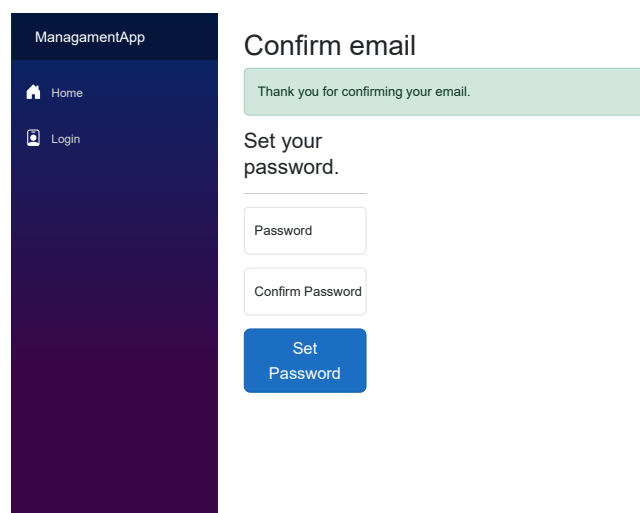 ManagamentApp
Home
Login
Confirm email
Thank you for confirming your email.
Set your
password.
Password
Confirm Password
Set
Password